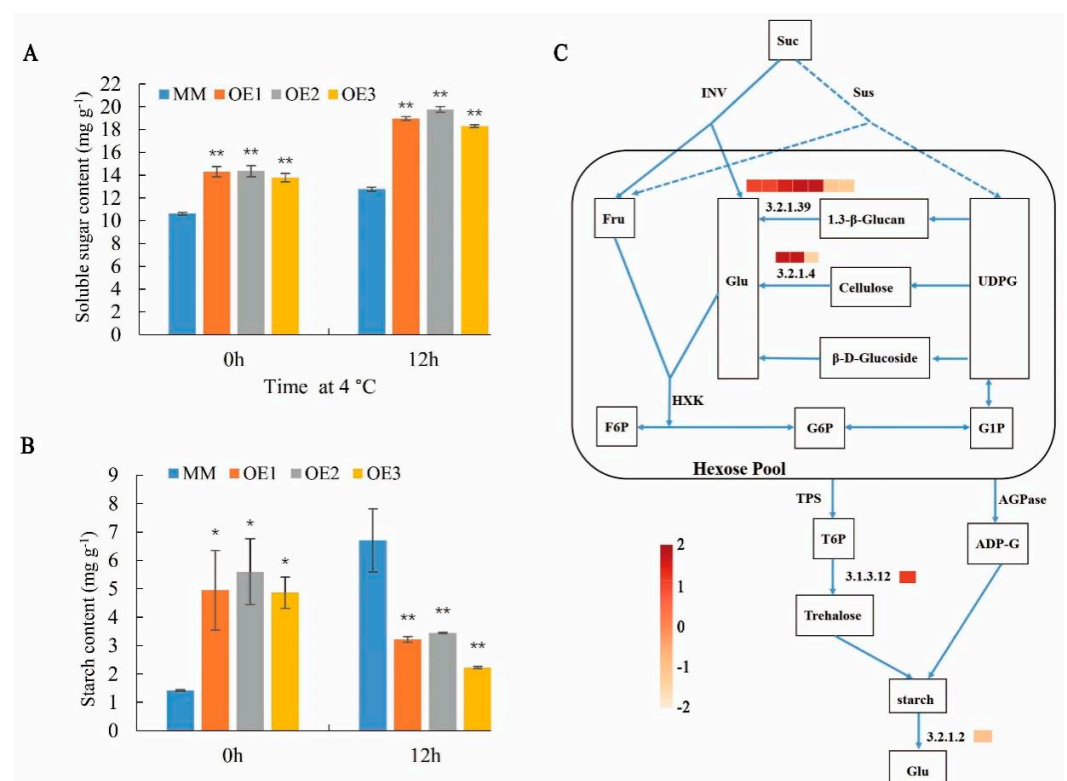 A
MM OE1 OE2 OE3
Soluble sugar content (mg g-1)
22
20
18
16
14
12
10
8
6
4
2
0
** ** **
** ** **
0h 12h
Time at 4 °C
B
MM OE1 OE2 OE3
Starch content (mg g-1)
9
8
7
6
5
4
3
2
1
0
* * *
** ** **
0h 12h
C
Suc
INV Sus
3.2.1.39
Fru
1.3-β-Glucan
3.2.1.4
Glu
Cellulose
UDPG
β-D-Glucoside
HXK
F6P G6P G1P
Hexose Pool
TPS AGPase
T6P ADP-G
2
1
0
-1
-2
3.1.3.12
Trehalose
starch
3.2.1.2
Glu